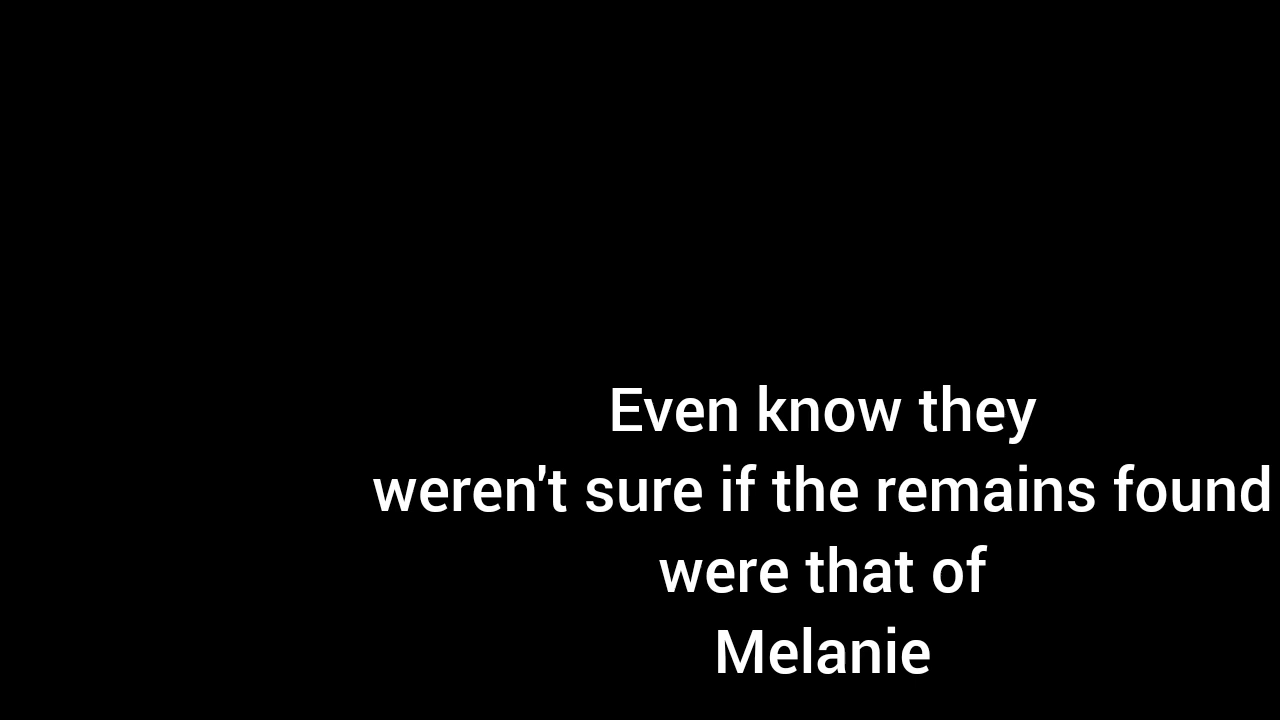 Even know they
weren't sure if the remains found
were that of
Melanie